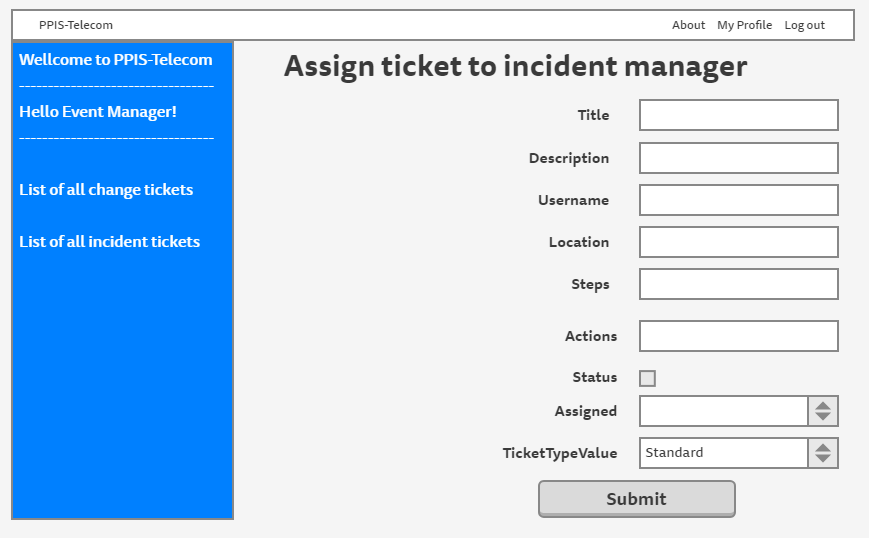 PPIS-Telecom
About My Profile Log out
Wellcome to PPIS-Telecom
----------------------------------
Hello Event Manager!
----------------------------------
List of all change tickets
List of all incident tickets
Assign ticket to incident manager
Title
Description
Username
Location
Steps
Actions
Status
Assigned
TicketTypeValue Standard
Submit